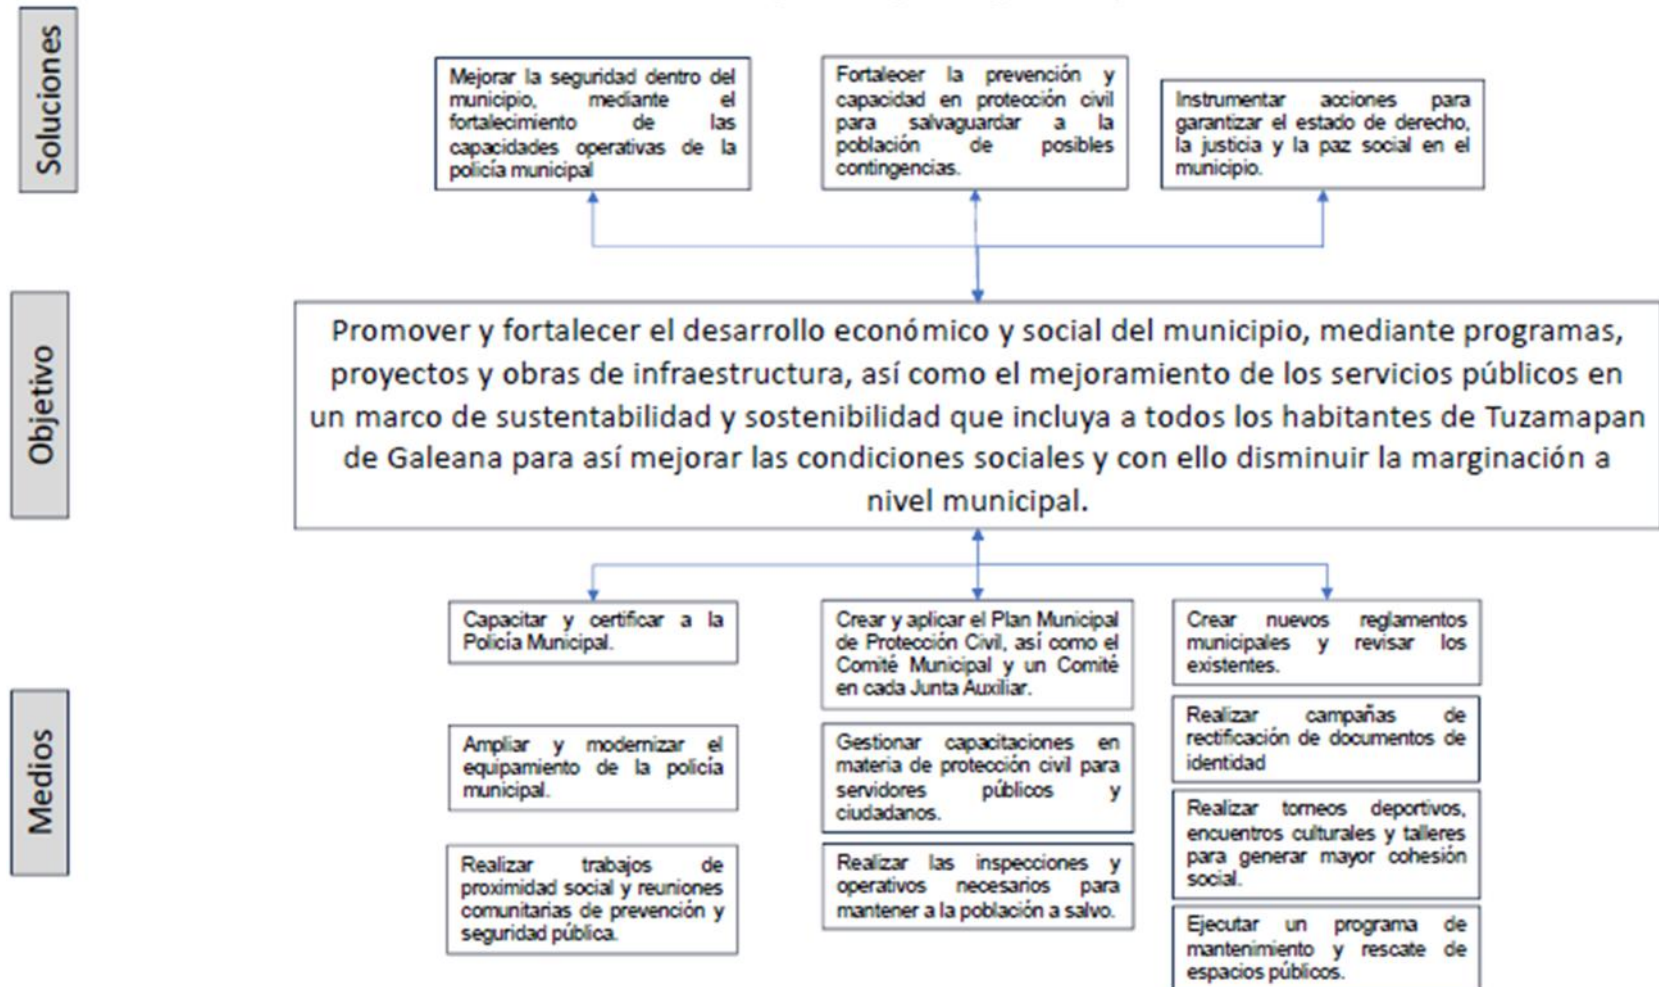 Soluciones
Mejorar la seguridad dentro del
municipio, mediante el
fortalecimiento de las
capacidades operativas de la
policía municipal
Fortalecer la prevención y
capacidad en protección civil
para salvaguardar a la
población de posibles
contingencias.
Instrumentar acciones para
garantizar el estado de derecho,
la justicia y la paz social en el
municipio.
Objetivo
Promover y fortalecer el desarrollo económico y social del municipio, mediante programas,
proyectos y obras de infraestructura, así como el mejoramiento de los servicios públicos en
un marco de sustentabilidad y sostenibilidad que incluya a todos los habitantes de Tuzamapan
de Galeana para así mejorar las condiciones sociales y con ello disminuir la marginación a
nivel municipal.
Medios
Capacitar y certificar a la
Policía Municipal.
Ampliar y modernizar el
equipamiento de la policía
municipal.
Realizar trabajos de
proximidad social y reuniones
comunitarias de prevención y
seguridad pública.
Crear y aplicar el Plan Municipal
de Protección Civil, así como el
Comité Municipal y un Comité
en cada Junta Auxiliar.
Gestionar capacitaciones en
materia de protección civil para
servidores públicos y
ciudadanos.
Realizar las inspecciones y
operativos necesarios para
mantener a la población a salvo.
Crear nuevos reglamentos
municipales y revisar los
existentes.
Realizar campañas de
rectificación de documentos de
identidad
Realizar torneos deportivos,
encuentros culturales y talleres
para generar mayor cohesión
social.
Ejecutar un programa de
mantenimiento y rescate de
espacios públicos.